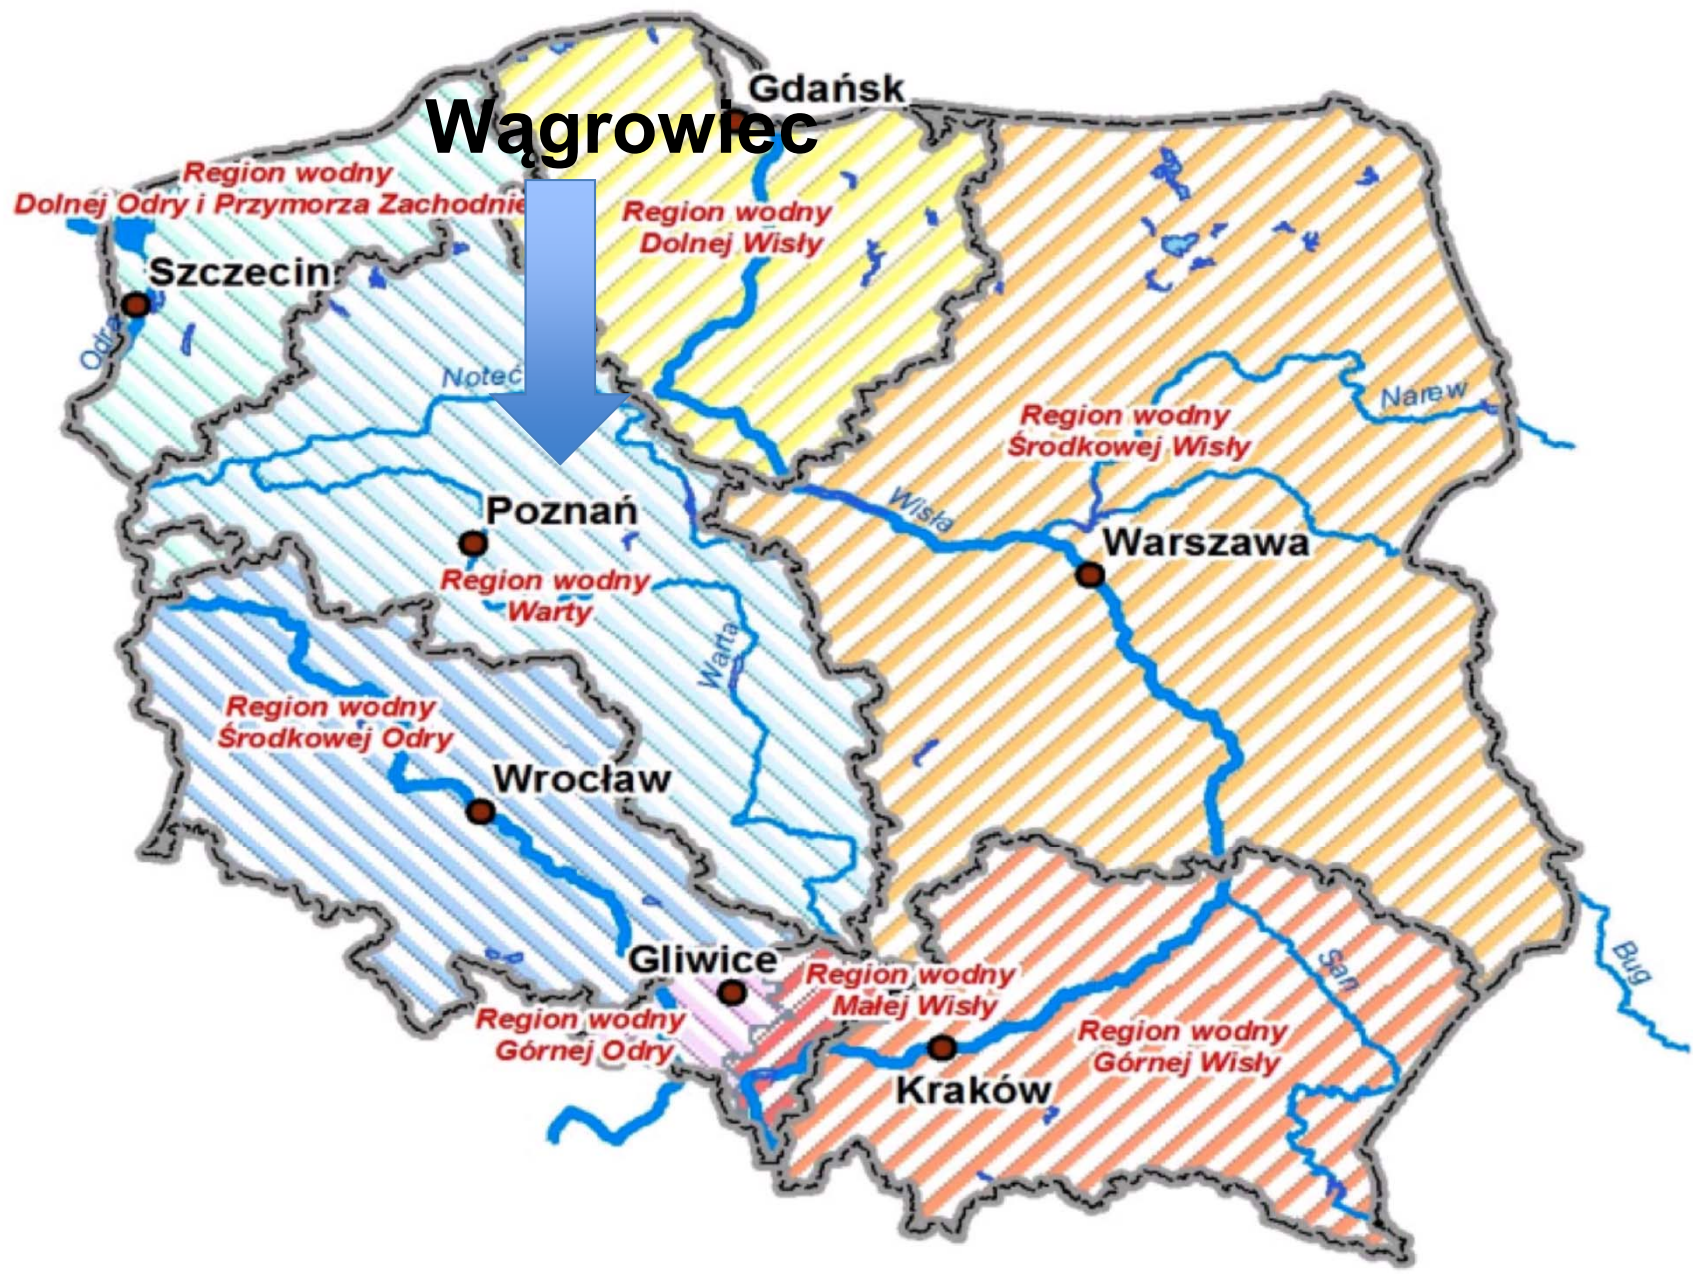 Gdańsk
Wągrowiec
Region wodny
Dolnej Odry i Przymorza Zachodnie
Region wodny
Dolnej Wisły
Szczecin
Odra
Noteć
Narew
Region wodny
Środkowej Wisły
Wisła
Poznań
Warszawa
Region wodny
Warty
Warta
Region wodny
Środkowej Odry
Wrocław
Gliwice
Region wodny
Małej Wisły
San
Bug
Region wodny
Górnej Odry
Region wodny
Górnej Wisły
Kraków